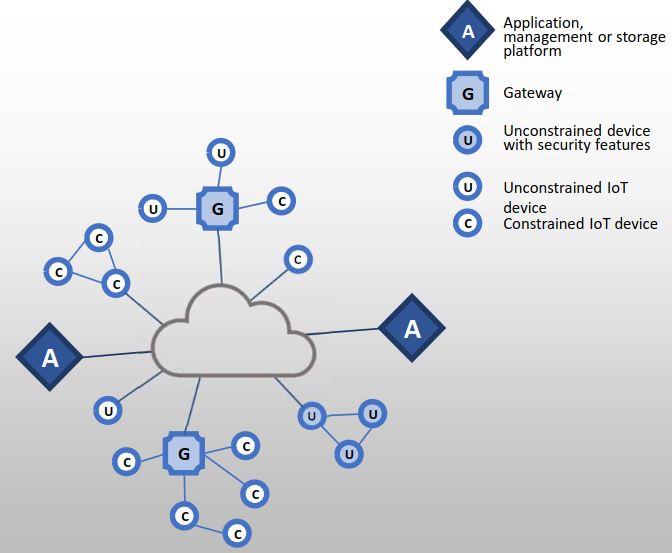 A
Application,
management or storage
platform
G
Gateway
U
Unconstrained device
with security features
U
Unconstrained IoT
device
C
Constrained IoT device
U
U
G
C
C
C
C
C
A
A
U
U
U
U
G
C
C
C
C
C